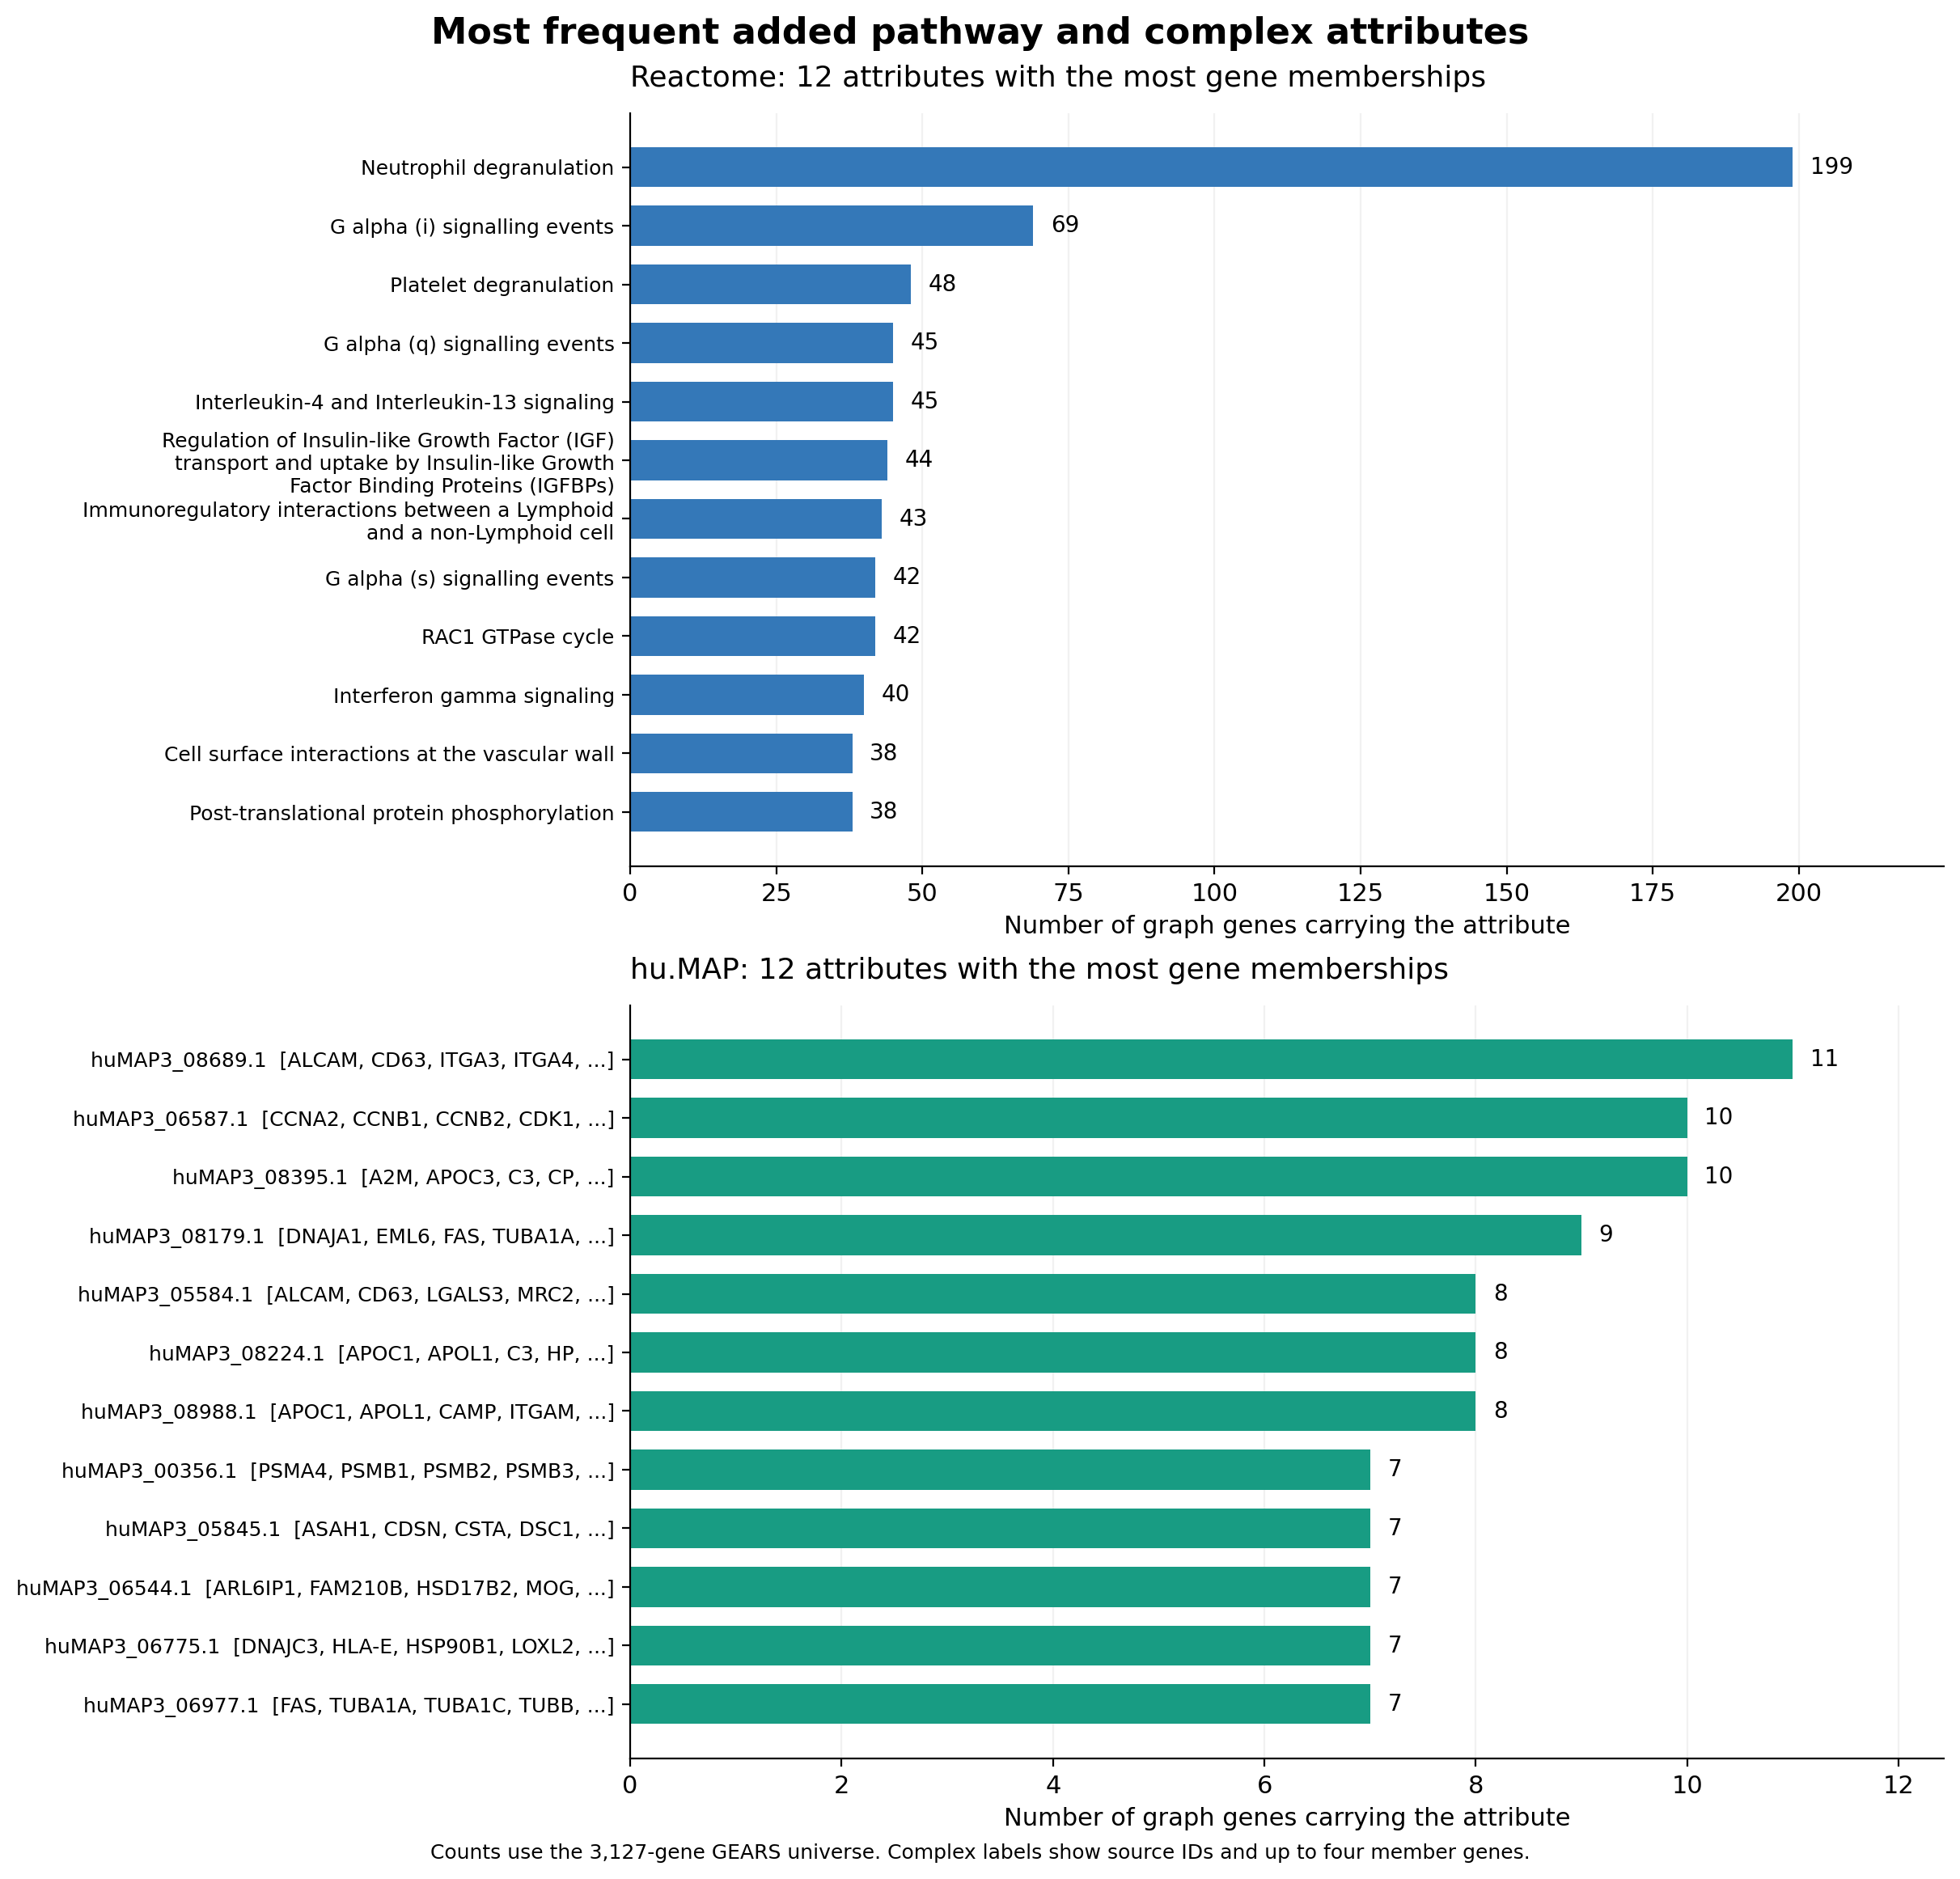 Most frequent added pathway and complex attributes
Reactome: 12 attributes with the most gene memberships
Neutrophil degranulation
199
G alpha (i) signalling events
69
Platelet degranulation
48
G alpha (q) signalling events
45
Interleukin-4 and Interleukin-13 signaling
45
Regulation of Insulin-like Growth Factor (IGF)
transport and uptake by Insulin-like Growth
Factor Binding Proteins (IGFBPs)
44
Immunoregulatory interactions between a Lymphoid
and a non-Lymphoid cell
43
G alpha (s) signalling events
42
RAC1 GTPase cycle
42
Interferon gamma signaling
40
Cell surface interactions at the vascular wall
38
Post-translational protein phosphorylation
38
0 25 50 75 100 125 150 175 200
Number of graph genes carrying the attribute
hu.MAP: 12 attributes with the most gene memberships
huMAP3_08689.1 [ALCAM, CD63, ITGA3, ITGA4, ...]
11
huMAP3_06587.1 [CCNA2, CCNB1, CCNB2, CDK1, ...]
10
huMAP3_08395.1 [A2M, APOC3, C3, CP, ...]
10
huMAP3_08179.1 [DNAJA1, EML6, FAS, TUBA1A, ...]
9
huMAP3_05584.1 [ALCAM, CD63, LGALS3, MRC2, ...]
8
huMAP3_08224.1 [APOC1, APOL1, C3, HP, ...]
8
huMAP3_08988.1 [APOC1, APOL1, CAMP, ITGAM, ...]
8
huMAP3_00356.1 [PSMA4, PSMB1, PSMB2, PSMB3, ...]
7
huMAP3_05845.1 [ASAH1, CDSN, CSTA, DSC1, ...]
7
huMAP3_06544.1 [ARL6IP1, FAM210B, HSD17B2, MOG, ...]
7
huMAP3_06775.1 [DNAJC3, HLA-E, HSP90B1, LOXL2, ...]
7
huMAP3_06977.1 [FAS, TUBA1A, TUBA1C, TUBB, ...]
7
0 2 4 6 8 10 12
Number of graph genes carrying the attribute
Counts use the 3,127-gene GEARS universe. Complex labels show source IDs and up to four member genes.